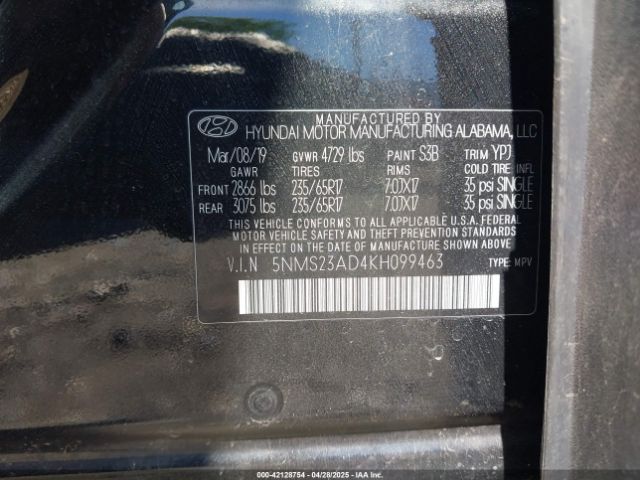 MANUFACTURED BY
HYUNDAI MOTOR MANUFACTURING ALABAMA, LLC
Mar/08/19 GVWR 4729 lbs PAINT S3B TRIM YPJ
GAWR TIRES RIMS COLD TIRE INFL
FRONT 2866 lbs 235/65R17 7.0JX17 35 psi SINGLE
REAR 3075 lbs 235/65R17 7.0JX17 35 psi SINGLE
THIS VEHICLE CONFORMS TO ALL APPLICABLE U.S.A. FEDERAL
MOTOR VEHICLE SAFETY AND THEFT PREVENTION STANDARDS
IN EFFECT ON THE DATE OF MANUFACTURE SHOWN ABOVE.
V.I.N 5NMS23AD4KH099463 TYPE: MPV
000-42128754 04/28/2025 IAAI.COM